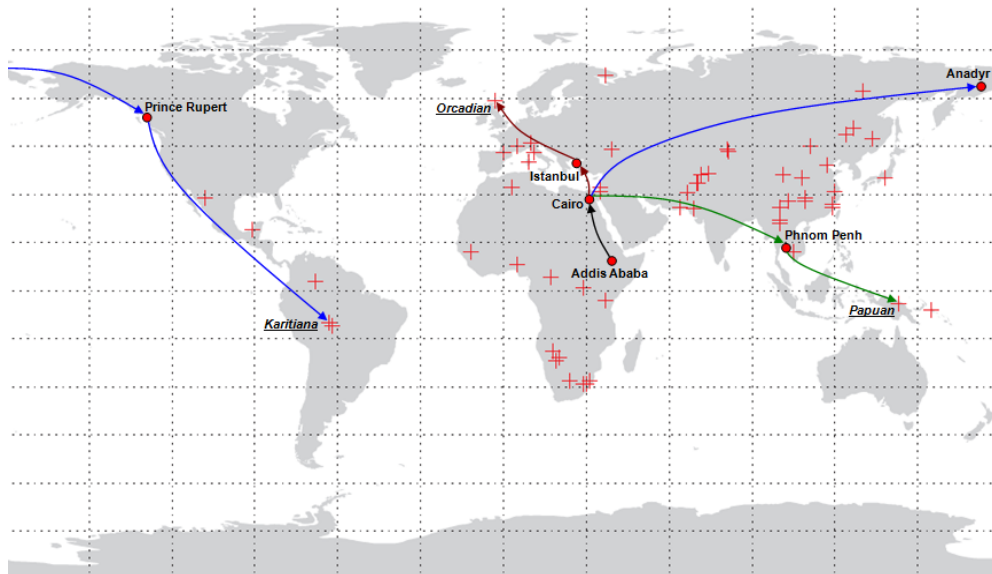 Anadyr
Prince Rupert
Orcadian
Istanbul
Cairo
Phnom Penh
Addis Ababa
Karitiana
Papuan